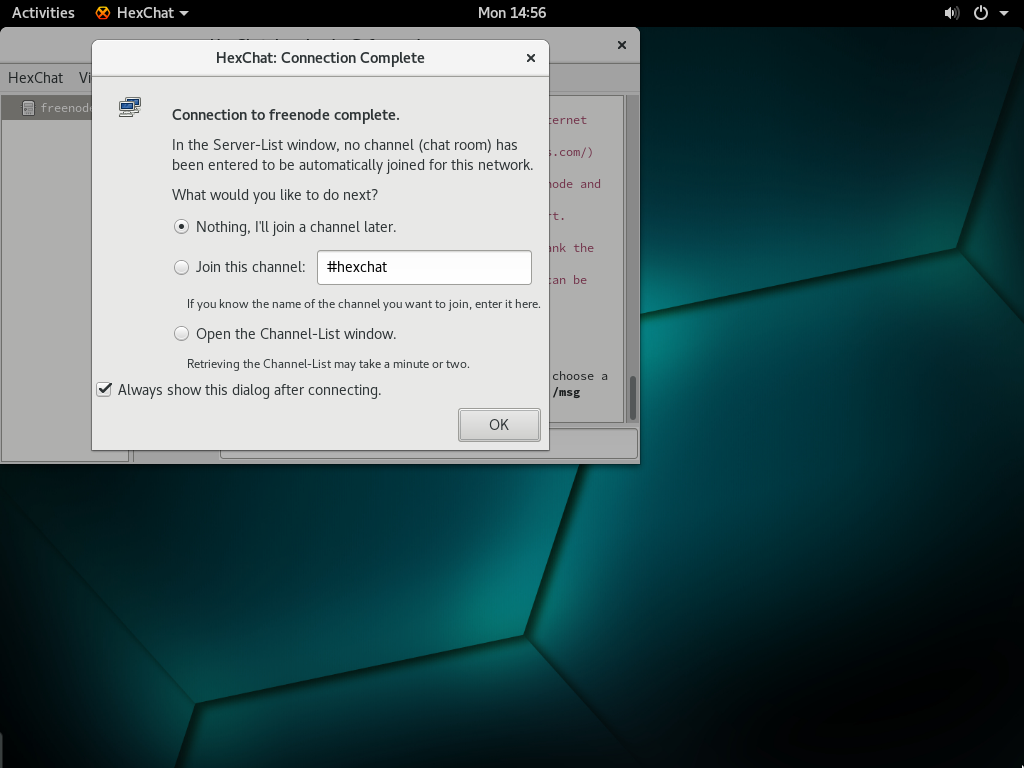 Activities HexChat Mon 14:56
HexChat: Connection Complete
HexChat
freenode
Connection to freenode complete.
In the Server-List window, no channel (chat room) has
been entered to be automatically joined for this network.
What would you like to do next?
Nothing, I'll join a channel later.
Join this channel: #hexchat
If you know the name of the channel you want to join, enter it here.
Open the Channel-List window.
Retrieving the Channel-List may take a minute or two.
Always show this dialog after connecting.
OK
s.com/)
and
rt.
the
can be
choose a
/msg